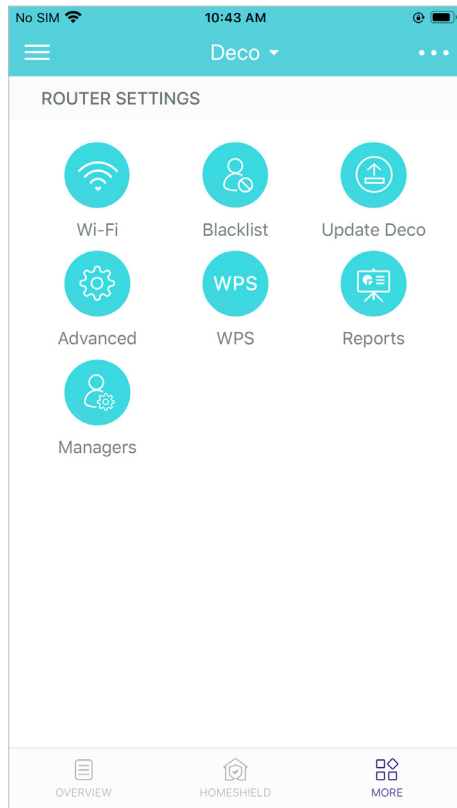 No SIM 10:43 AM
Deco
ROUTER SETTINGS
Wi-Fi Blacklist Update Deco
WPS
Advanced WPS Reports
Managers
OVERVIEW HOMESHIELD MORE